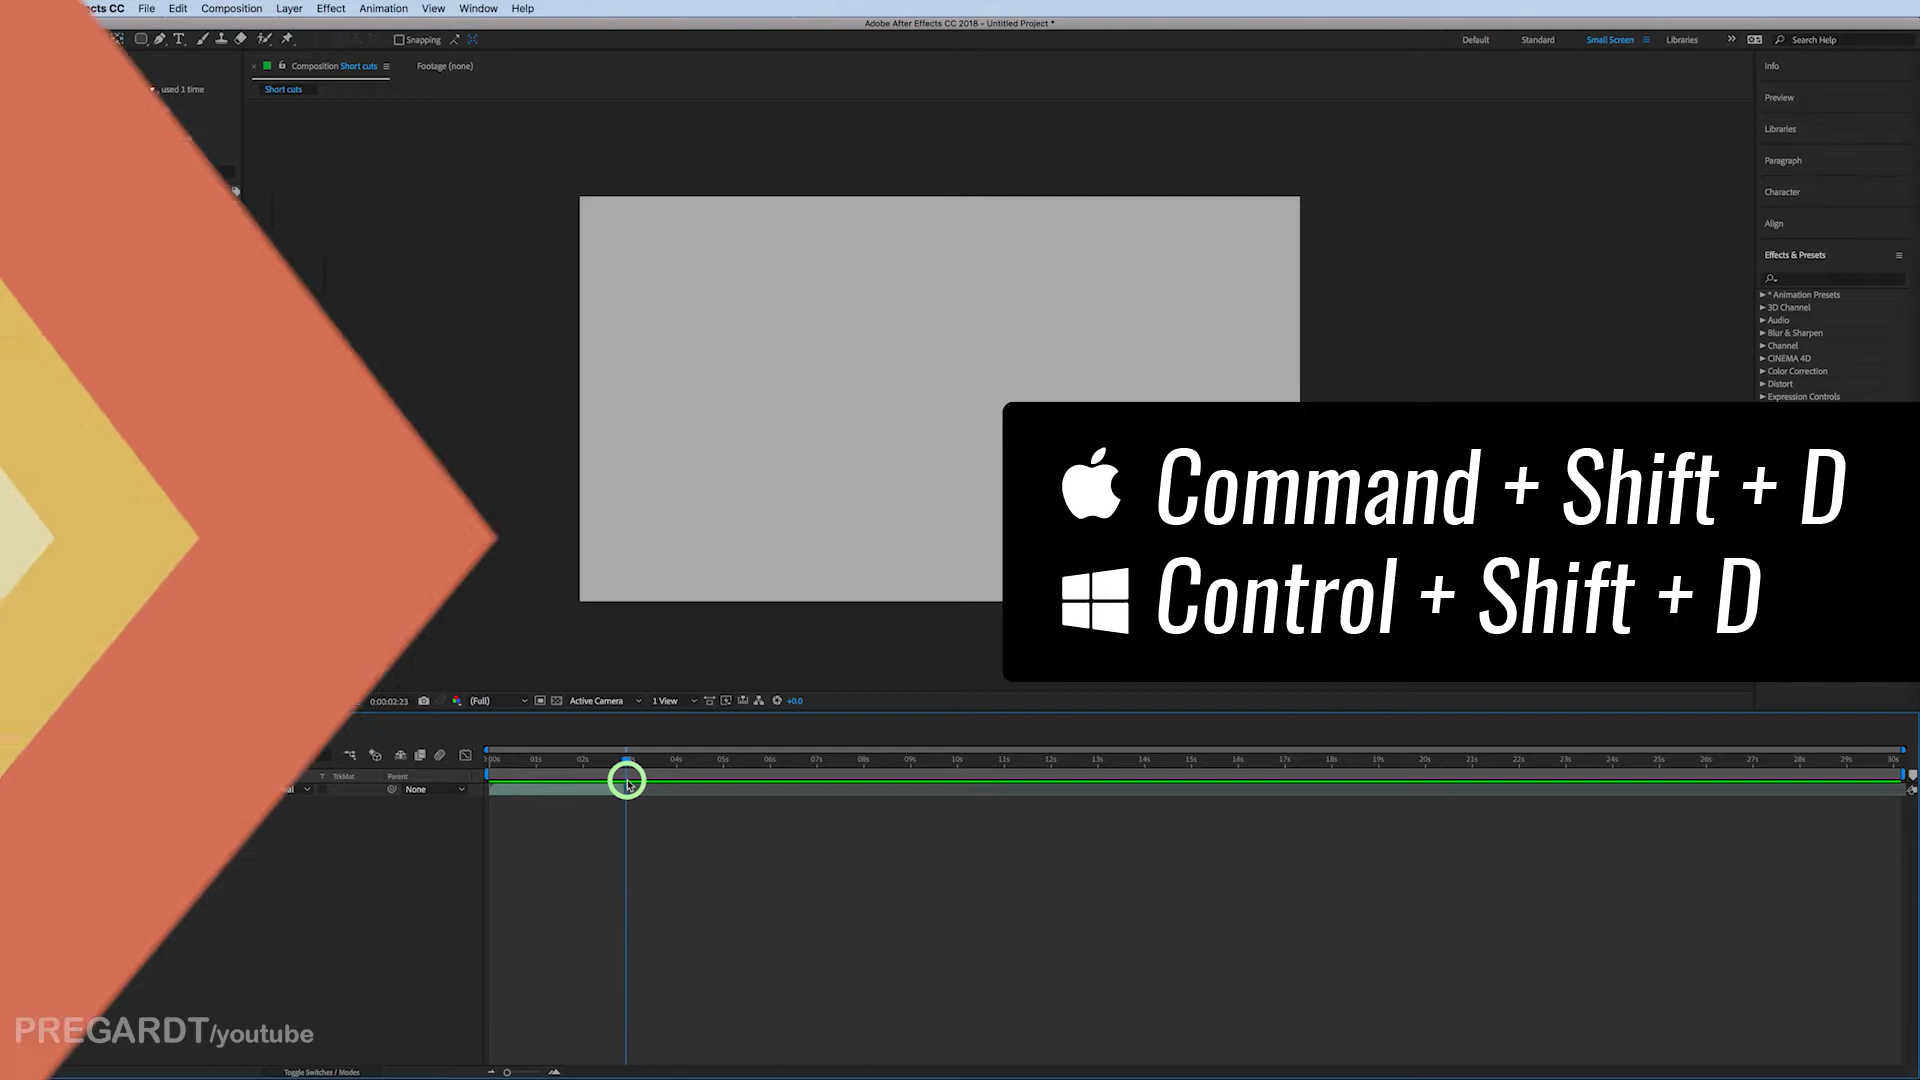 cts CC File Edit Composition Layer Effect Animation View Window Help
Adobe After Effects CC 2018 - Untitled Project *
Snapping Default Standard Small Screen Libraries Search Help
Composition Short cuts Footage (none)
, used 1 time
Short cuts
Info
Preview
Libraries
Paragraph
Character
Align
Effects & Presets
* Animation Presets
3D Channel
Audio
Blur & Sharpen
Channel
CINEMA 4D
Color Correction
Distort
Expression Controls
Command + Shift + D
Control + Shift + D
0:00:02:23 (Full) Active Camera 1 View +0.0
:00s 01s 02s 04s 05s 06s 07s 08s 09s 10s 11s 12s 13s 14s 15s 16s 17s 18s 19s 20s 21s 22s 23s 24s 25s 26s 27s 28s 29s 30s
T TrkMat Parent
al None
PREGARDT/youtube
Toggle Switches / Modes